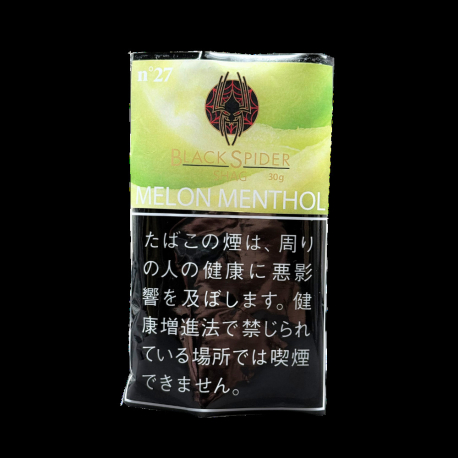 n°27
BLACK SPIDER
30g
MELON MENTHOL
たばこの煙は、周り
の人の健康に悪影
響を及ぼします。健
康増進法で禁じられ
ている場所では喫煙
できません。